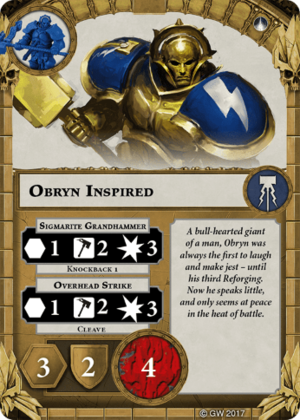 OBRYN INSPIRED
SIGMARITE GRANDHAMMER
1 2 3
KNOCKBACK 1
OVERHEAD STRIKE
1 2 3
CLEAVE
A bull-hearted giant
of a man, Obryn was
always the first to laugh
and make jest – until
his third Reforging.
Now he speaks little,
and only seems at peace
in the heat of battle.
3 2 4
© GW 2017